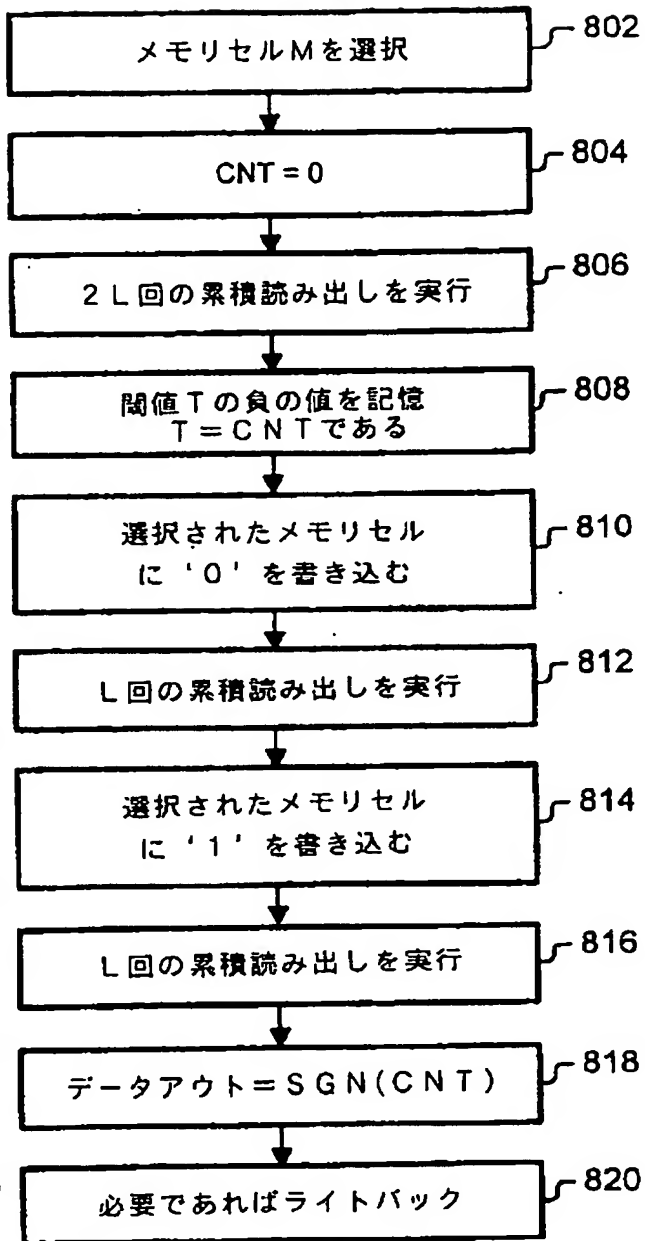 メモリセルMを選択
802
CNT=0
804
2L回の累積読み出しを実行
806
閾値Tの負の値を記憶
T=CNTである
808
選択されたメモリセル
に'0'を書き込む
810
L回の累積読み出しを実行
812
選択されたメモリセル
に'1'を書き込む
814
L回の累積読み出しを実行
816
データアウト=SGN(CNT)
818
必要であればライトバック
820